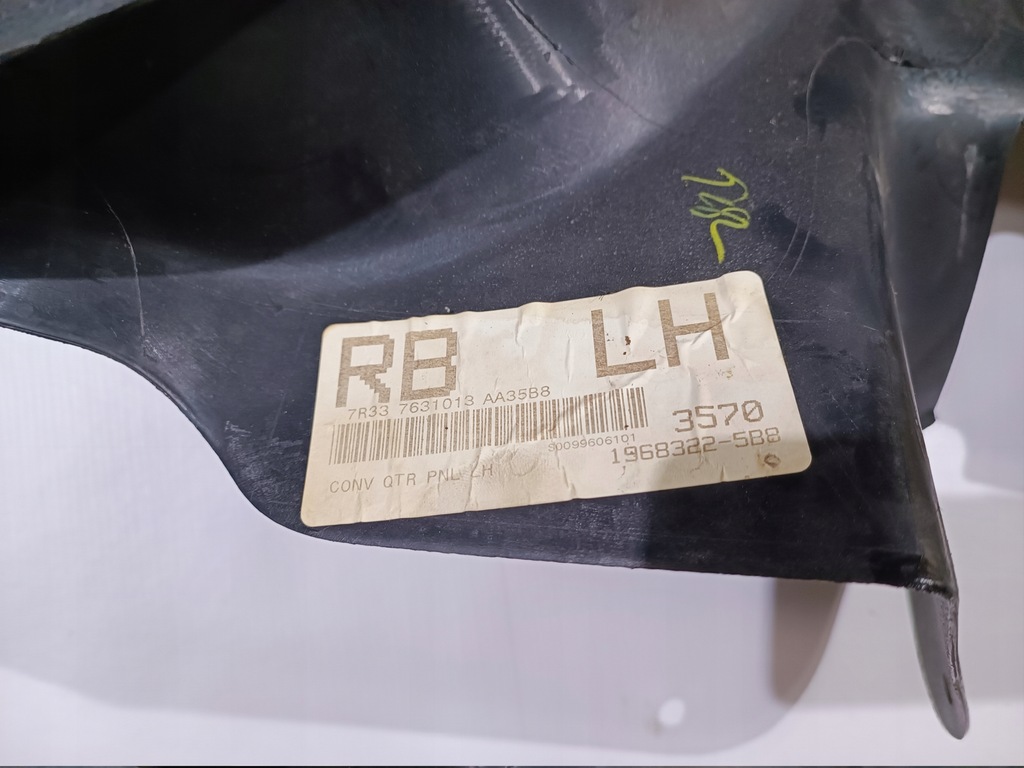 RB LH
7R33 7631013 AA35B8
3570
S0099606101
1968322-5B8
CONV QTR PNL-LH